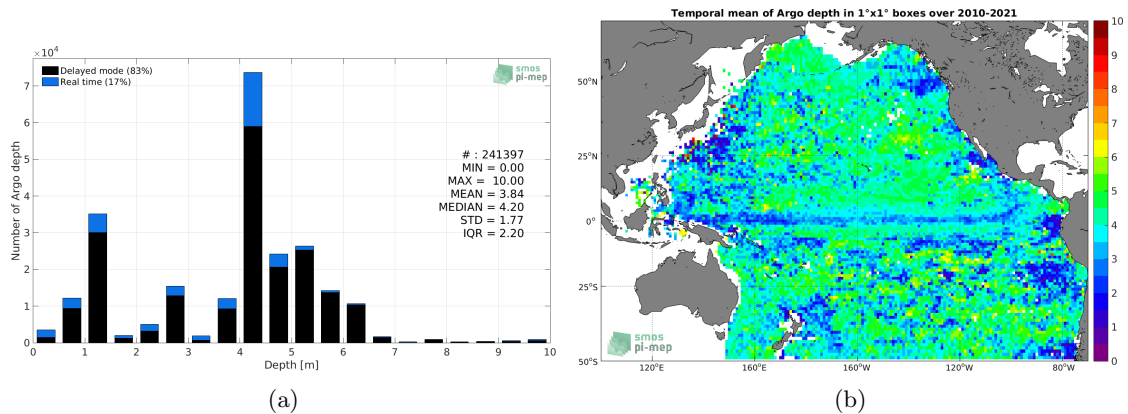 ×10⁴
Delayed mode (83%)
Real time (17%)
smos
pi-mep
7
6
5
4
3
2
1
0
Number of Argo depth
# : 241397
MIN = 0.00
MAX = 10.00
MEAN = 3.84
MEDIAN = 4.20
STD = 1.77
IQR = 2.20
0 1 2 3 4 5 6 7 8 9 10
Depth [m]
(a)
Temporal mean of Argo depth in 1°x1° boxes over 2010-2021
50°N
25°N
0°
25°S
50°S
smos
pi-mep
120°E 160°E 160°W 120°W 80°W
10
9
8
7
6
5
4
3
2
1
0
(b)